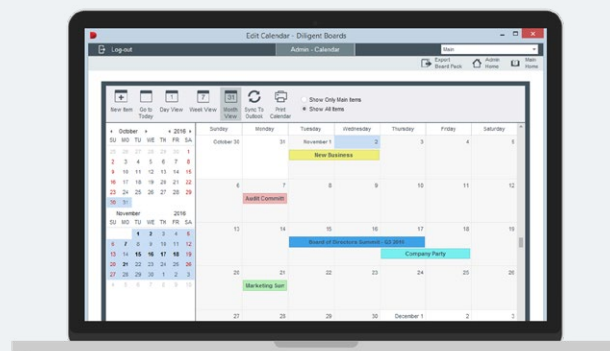 Edit Calendar - Diligent Boards
Log-out
Admin - Calendar
Main
Export Board Pack
Admin Home
Main Home
New Item
Go to Today
Day View
Week View
Month View
Sync To Outlook
Print Calendar
Show Only Main Items
Show All Items
October 2016
SU MO TU WE TH FR SA
25 26 27 28 29 30 1
2 3 4 5 6 7 8
9 10 11 12 13 14 15
16 17 18 19 20 21 22
23 24 25 26 27 28 29
30 31
November 2016
SU MO TU WE TH FR SA
1 2 3 4 5
6 7 8 9 10 11 12
13 14 15 16 17 18 19
20 21 22 23 24 25 26
27 28 29 30 1 2 3
4 5 6 7 8 9 10
Sunday Monday Tuesday Wednesday Thursday Friday Saturday
October 30 31 November 1 2 3 4 5
New Business
6 7 8 9 10 11 12
Audit Committ
13 14 15 16 17 18 19
Board of Directors Summit - Q3 2015
Company Party
20 21 22 23 24 25 26
Marketing Sum
27 28 29 30 December 1 2 3